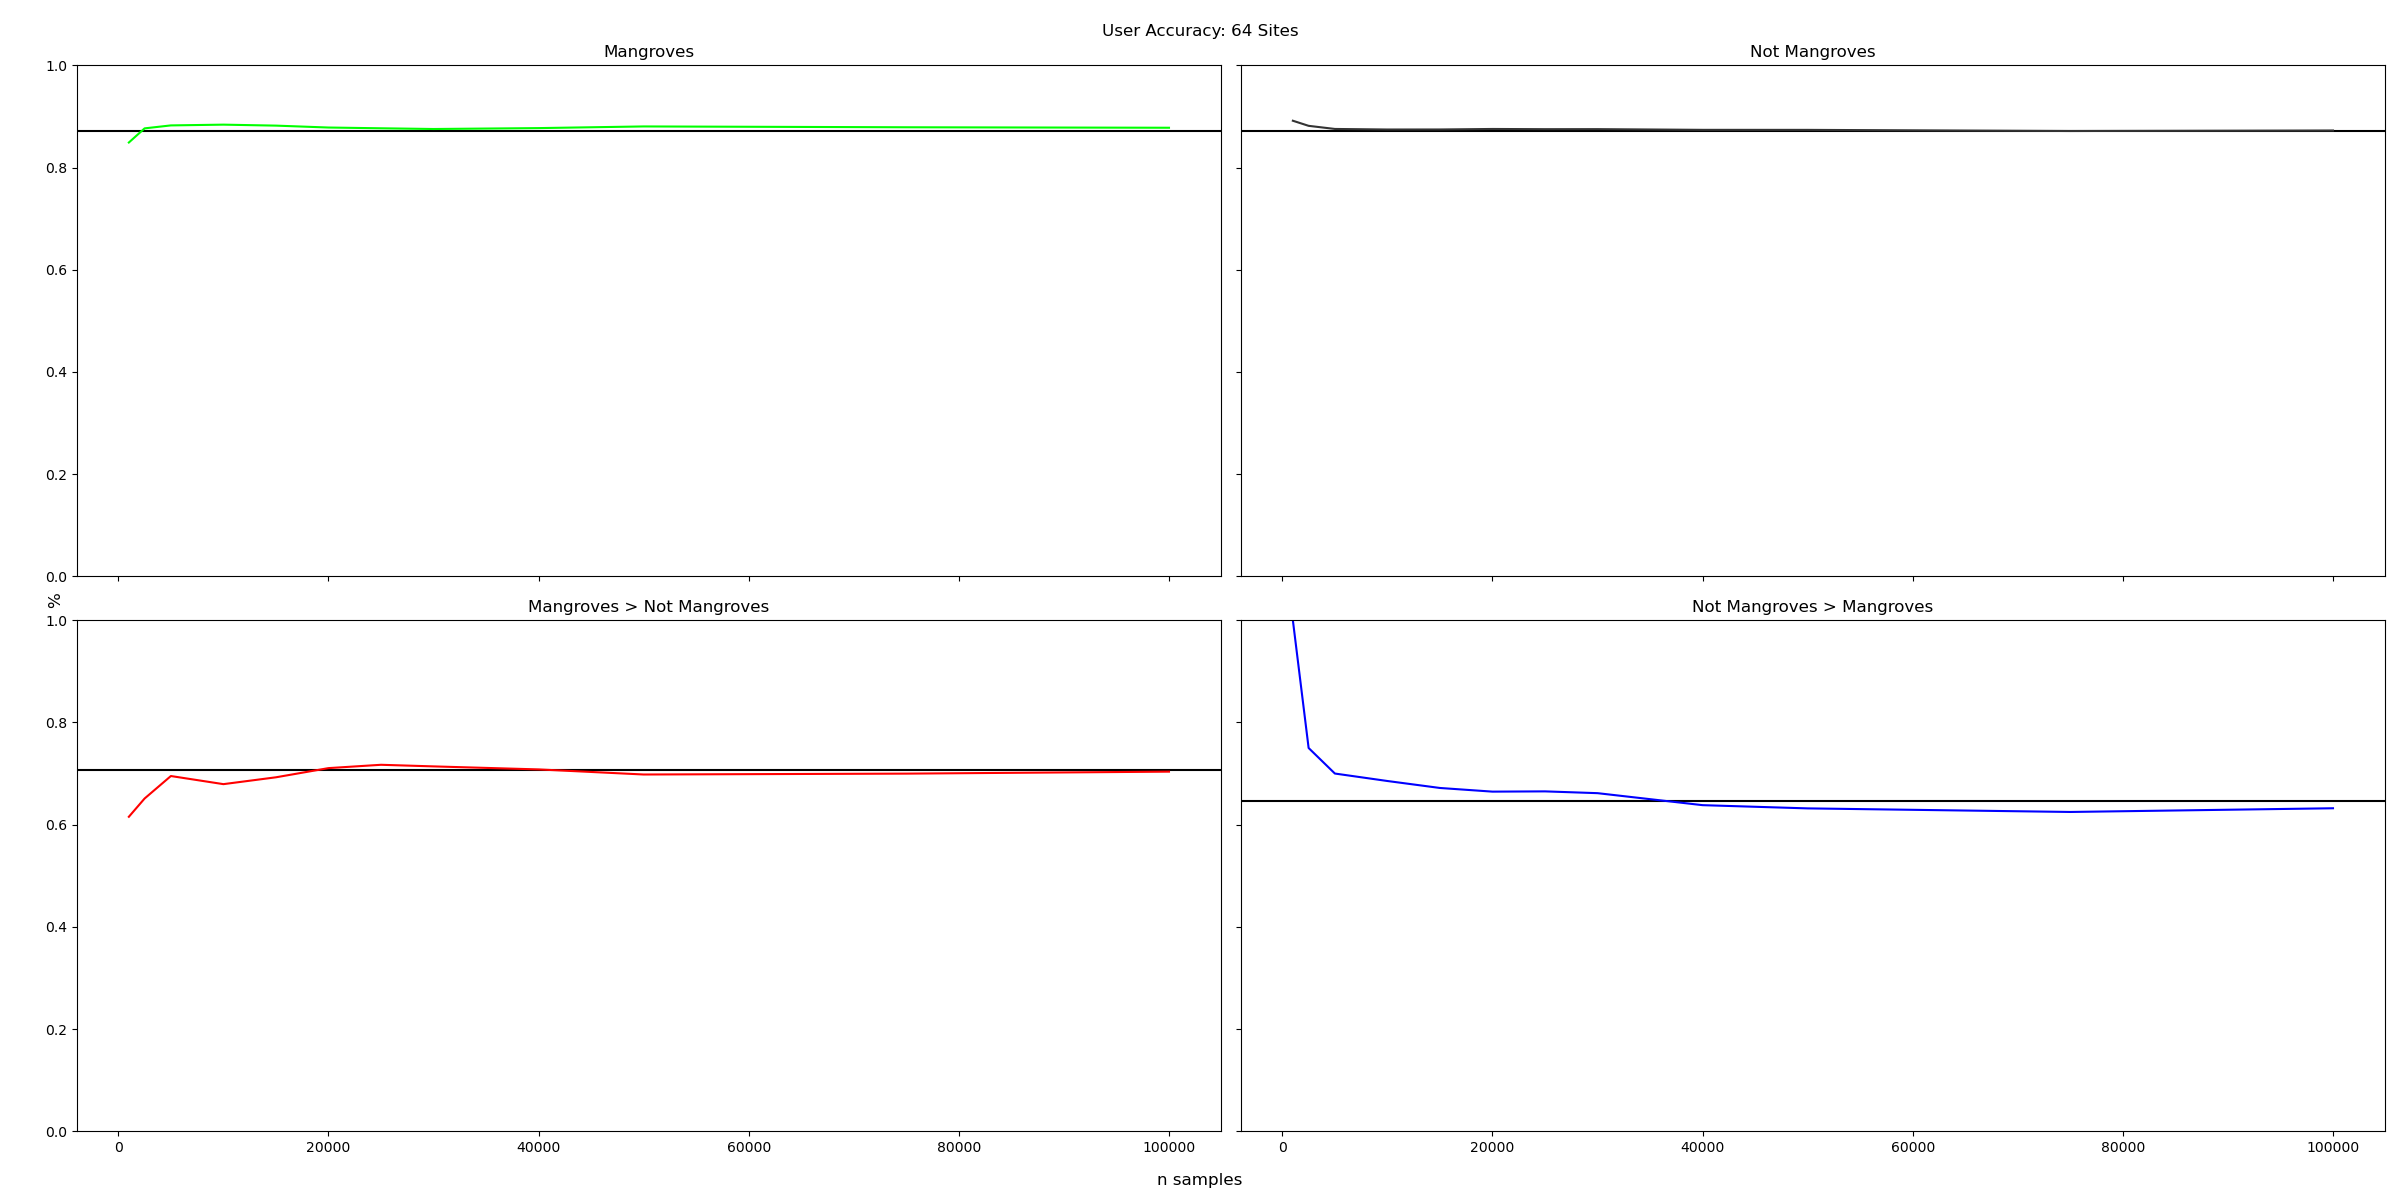 User Accuracy: 64 Sites
Mangroves
Not Mangroves
1.0
0.8
0.6
0.4
0.2
0.0
%
Mangroves > Not Mangroves
Not Mangroves > Mangroves
1.0
0.8
0.6
0.4
0.2
0.0
0 20000 40000 60000 80000 100000
0 20000 40000 60000 80000 100000
n samples